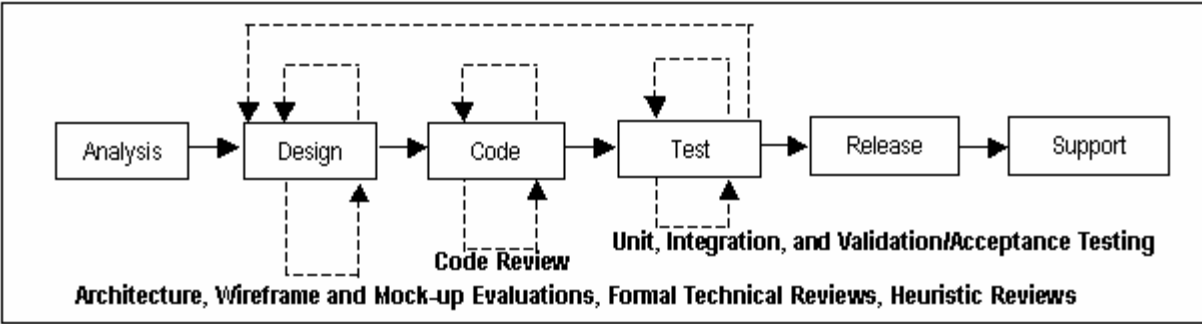 Analysis
Design
Code
Test
Release
Support
Unit, Integration, and Validation/Acceptance Testing
Code Review
Architecture, Wireframe and Mock-up Evaluations, Formal Technical Reviews, Heuristic Reviews